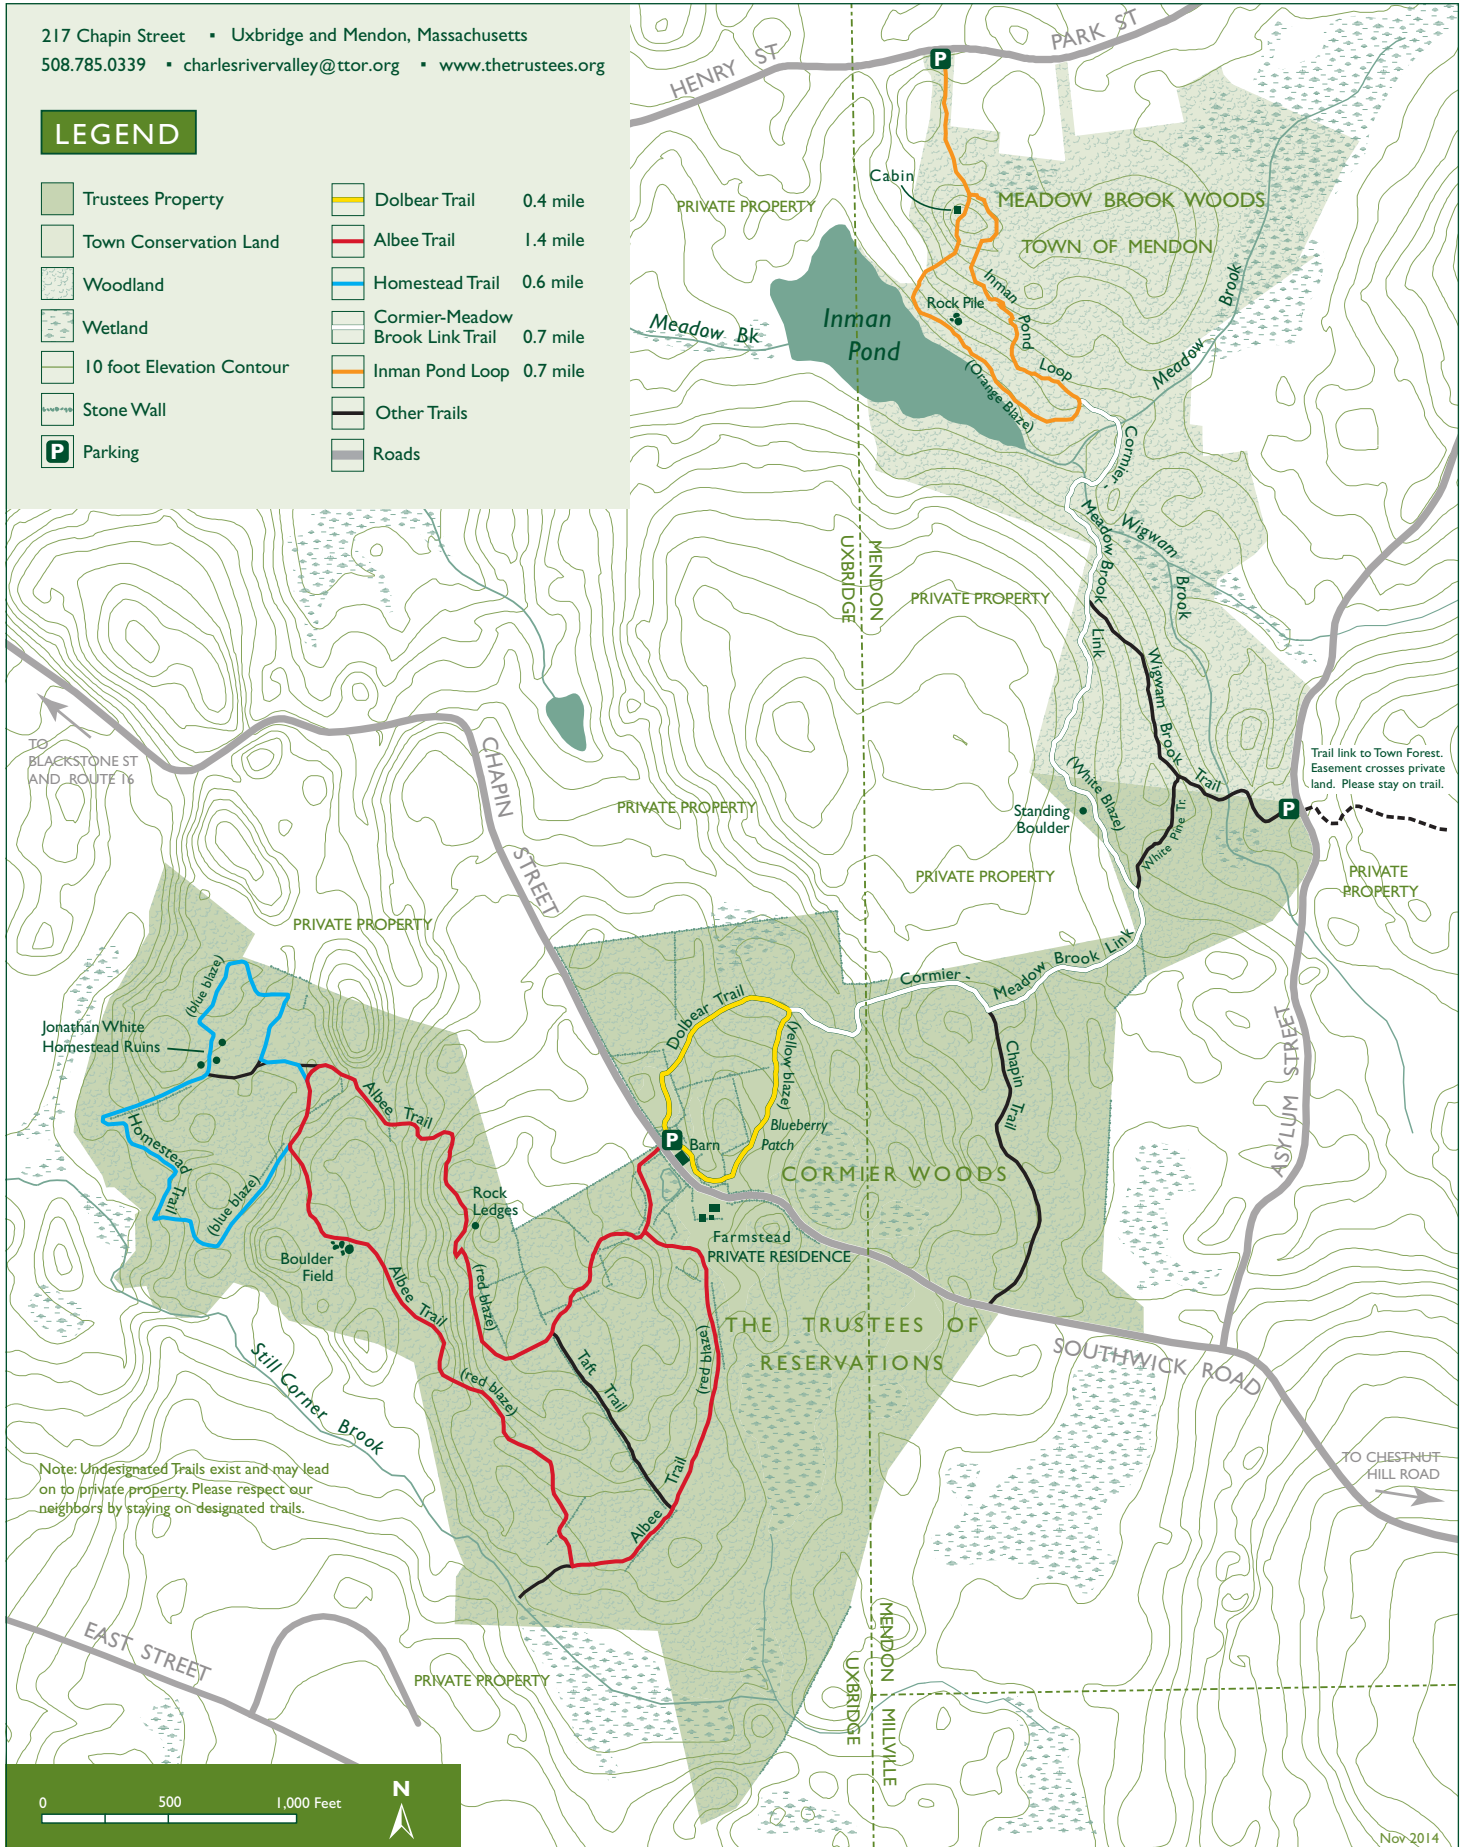 217 Chapin Street ▪ Uxbridge and Mendon, Massachusetts
508.785.0339 ▪ charlesrivervalley@ttor.org ▪ www.thetrustees.org
LEGEND
Trustees Property
Town Conservation Land
Woodland
Wetland
10 foot Elevation Contour
Stone Wall
P Parking
Dolbear Trail 0.4 mile
Albee Trail 1.4 mile
Homestead Trail 0.6 mile
Cormier-Meadow
Brook Link Trail 0.7 mile
Inman Pond Loop 0.7 mile
Other Trails
Roads
HENRY ST
PARK ST
P
Cabin
PRIVATE PROPERTY
MEADOW BROOK WOODS
TOWN OF MENDON
Inman Pond Loop
Rock Pile
(Orange Blaze)
Meadow Bk
Inman
Pond
Meadow Brook
Cormier -
Meadow Brook
Link
Wigwam Brook
UXBRIDGE
MENDON
PRIVATE PROPERTY
Wigwam Brook Trail
(White Blaze)
Standing
Boulder
White Pine Tr.
P
Trail link to Town Forest.
Easement crosses private
land. Please stay on trail.
TO
BLACKSTONE ST
AND ROUTE 16
CHAPIN STREET
PRIVATE PROPERTY
PRIVATE PROPERTY
PRIVATE
PROPERTY
PRIVATE PROPERTY
Cormier -
Meadow Brook Link
(blue blaze)
Jonathan White
Homestead Ruins
Homestead Trail
(blue blaze)
Albee Trail
Dolbear Trail
(yellow blaze)
Chapin Trail
ASYLUM STREET
P Barn
Blueberry
Patch
CORMIER WOODS
Rock
Ledges
Farmstead
PRIVATE RESIDENCE
Boulder
Field
Albee Trail
(red blaze)
(red blaze)
(red blaze)
THE TRUSTEES OF
RESERVATIONS
Taft Trail
Still Corner Brook
SOUTHWICK ROAD
Albee Trail
TO CHESTNUT
HILL ROAD
Note: Undesignated Trails exist and may lead
on to private property. Please respect our
neighbors by staying on designated trails.
EAST STREET
PRIVATE PROPERTY
MENDON
UXBRIDGE
MILLVILLE
0 500 1,000 Feet
N
Nov 2014